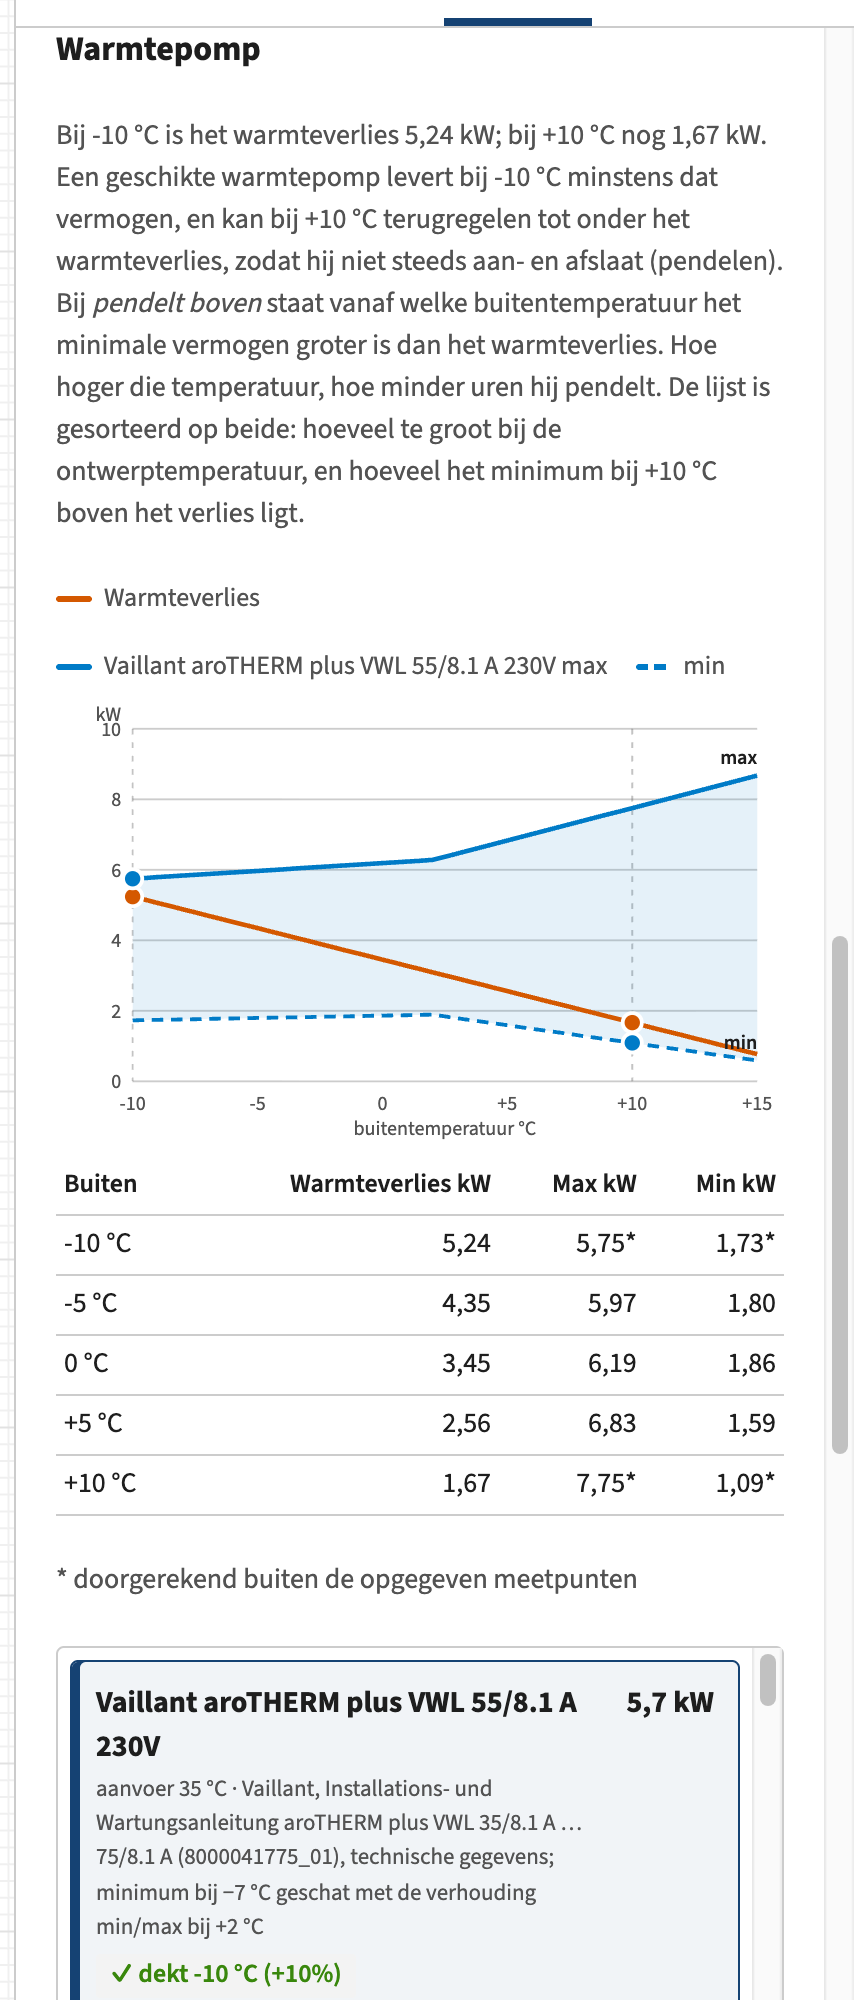 Warmtepomp
Bij -10 °C is het warmteverlies 5,24 kW; bij +10 °C nog 1,67 kW.
Een geschikte warmtepomp levert bij -10 °C minstens dat
vermogen, en kan bij +10 °C terugregelen tot onder het
warmteverlies, zodat hij niet steeds aan- en afslaat (pendelen).
Bij pendelt boven staat vanaf welke buitentemperatuur het
minimale vermogen groter is dan het warmteverlies. Hoe
hoger die temperatuur, hoe minder uren hij pendelt. De lijst is
gesorteerd op beide: hoeveel te groot bij de
ontwerptemperatuur, en hoeveel het minimum bij +10 °C
boven het verlies ligt.
Warmteverlies
Vaillant aroTHERM plus VWL 55/8.1 A 230V max min
kW
10
max
8
6
4
2
min
0
-10 -5 0 +5 +10 +15
buitentemperatuur °C
Buiten Warmteverlies kW Max kW Min kW
-10 °C 5,24 5,75* 1,73*
-5 °C 4,35 5,97 1,80
0 °C 3,45 6,19 1,86
+5 °C 2,56 6,83 1,59
+10 °C 1,67 7,75* 1,09*
* doorgerekend buiten de opgegeven meetpunten
Vaillant aroTHERM plus VWL 55/8.1 A 5,7 kW
230V
aanvoer 35 °C · Vaillant, Installations- und
Wartungsanleitung aroTHERM plus VWL 35/8.1 A …
75/8.1 A (8000041775_01), technische gegevens;
minimum bij −7 °C geschat met de verhouding
min/max bij +2 °C
✓ dekt -10 °C (+10%)